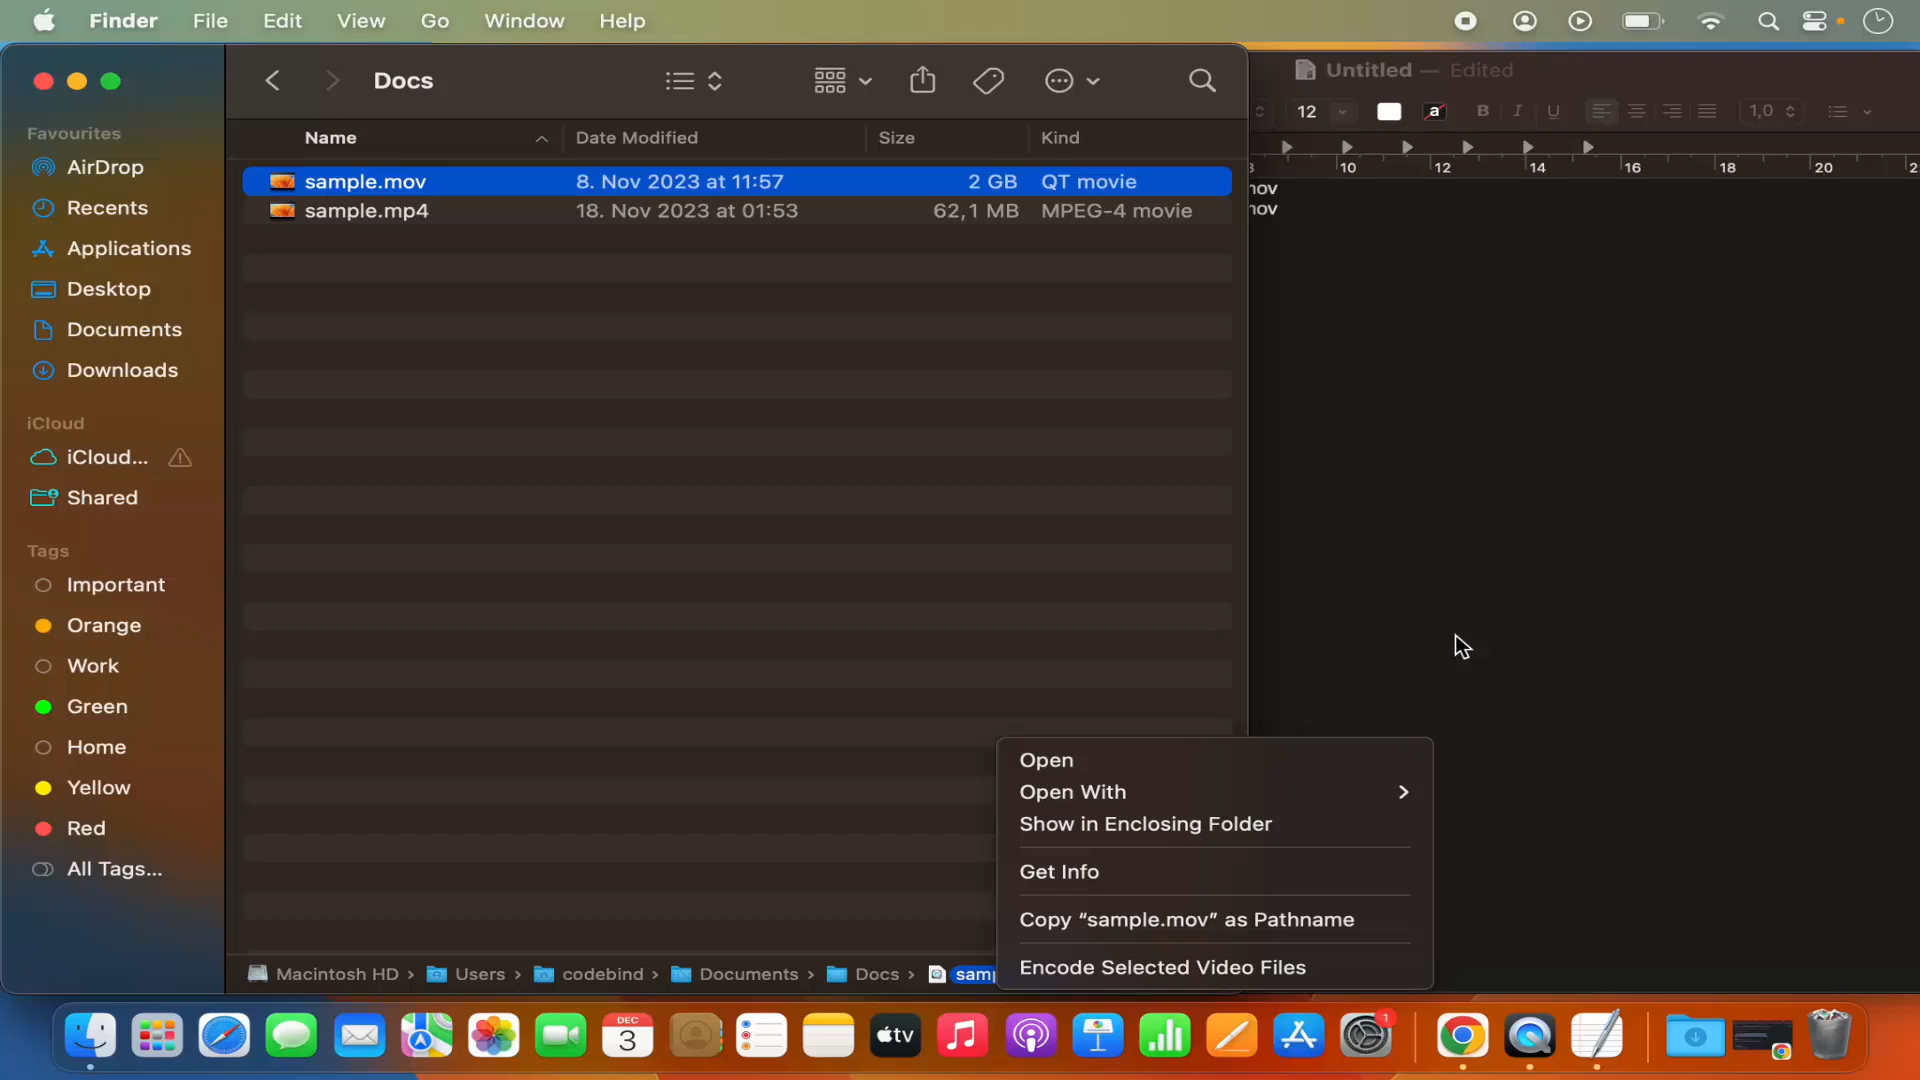 Finder File Edit View Go Window Help
Docs
Untitled — Edited
12 a B I U 1,0
Name Date Modified Size Kind
10 12 14 16 18 20
sample.mov 8. Nov 2023 at 11:57 2 GB QT movie
sample.mp4 18. Nov 2023 at 01:53 62,1 MB MPEG-4 movie
Favourites
AirDrop
Recents
Applications
Desktop
Documents
Downloads
iCloud
iCloud...
Shared
Tags
Important
Orange
Work
Green
Home
Yellow
Red
All Tags...
Open
Open With
Show in Enclosing Folder
Get Info
Copy “sample.mov” as Pathname
Encode Selected Video Files
Macintosh HD › Users › codebind › Documents › Docs › samp
DEC
3
tv
1